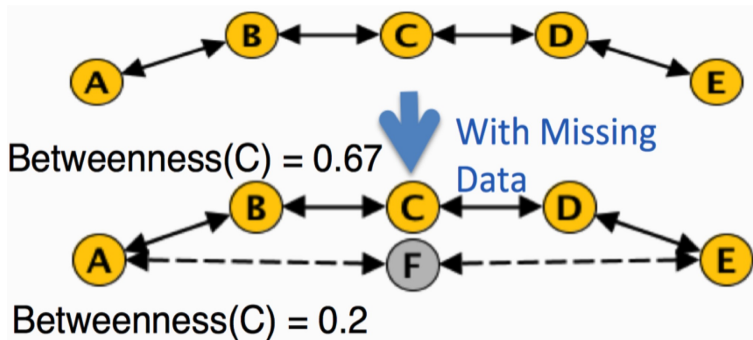 A B C D E
With Missing
Betweenness(C) = 0.67
Data
A B C D E
F
Betweenness(C) = 0.2